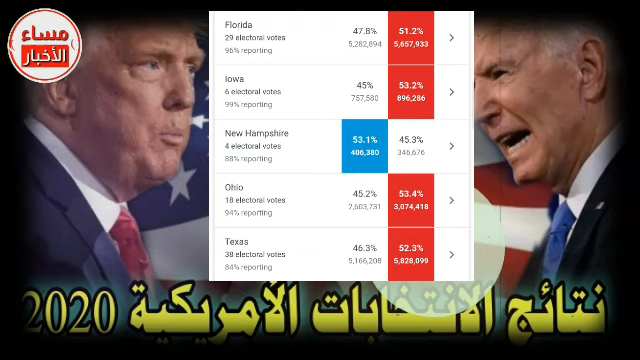 مساء
الأخبار
Florida
47.8% 51.2%
29 electoral votes
5,282,894 5,657,933
96% reporting
Iowa
45% 53.2%
6 electoral votes
757,580 896,286
99% reporting
New Hampshire
53.1% 45.3%
4 electoral votes
406,380 346,676
88% reporting
Ohio
45.2% 53.4%
18 electoral votes
2,603,731 3,074,418
94% reporting
Texas
46.3% 52.3%
38 electoral votes
5,166,208 5,828,099
84% reporting
نتائج الانتخابات الأمريكية 2020